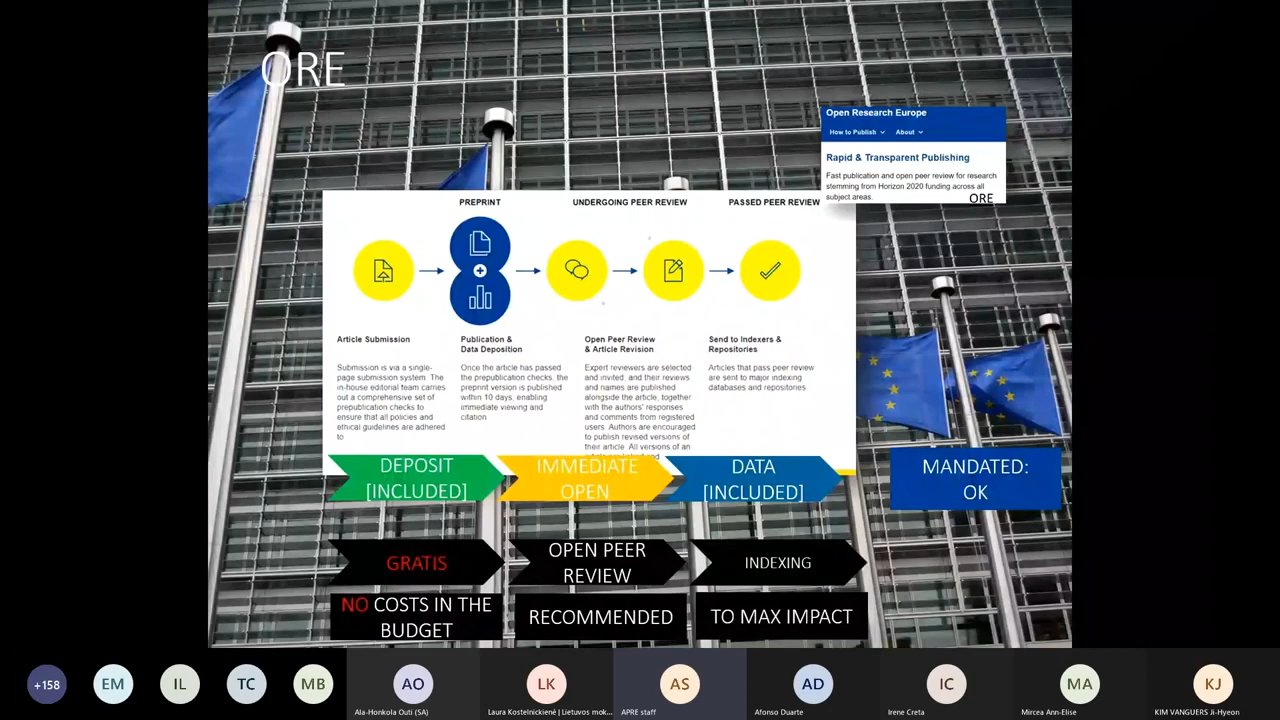 ORE
Open Research Europe
How to Publish
About
Rapid & Transparent Publishing
Fast publication and open peer review for research
stemming from Horizon 2020 funding across all
subject areas.
ORE
PREPRINT
UNDERGOING PEER REVIEW
PASSED PEER REVIEW
Article Submission
Submission is via a single-
page submission system. The
in-house editorial team carries
out a comprehensive set of
prepublication checks to
ensure that all policies and
ethical guidelines are adhered
to
Publication &
Data Deposition
Once the article has passed
the prepublication checks, the
preprint version is published
within 10 days, enabling
immediate viewing and
citation
Open Peer Review
& Article Revision
Expert reviewers are selected
and invited, and their reviews
and names are published
alongside the article, together
with the authors' responses
and comments from registered
users. Authors are encouraged
to publish revised versions of
their article. All versions of an
Send to Indexers &
Repositories
Articles that pass peer review
are sent to major indexing
databases and repositories
DEPOSIT
[INCLUDED]
IMMEDIATE
OPEN
DATA
[INCLUDED]
MANDATED:
OK
GRATIS
OPEN PEER
REVIEW
INDEXING
NO COSTS IN THE
BUDGET
RECOMMENDED
TO MAX IMPACT
+158
EM
IL
TC
MB
AO
Ala-Honkola Outi (SA)
LK
Laura Kostelnickienė | Lietuvos mok...
AS
APRE staff
AD
Afonso Duarte
IC
Irene Creta
MA
Mircea Ann-Elise
KJ
KIM VANGUERS Ji-Hyeon